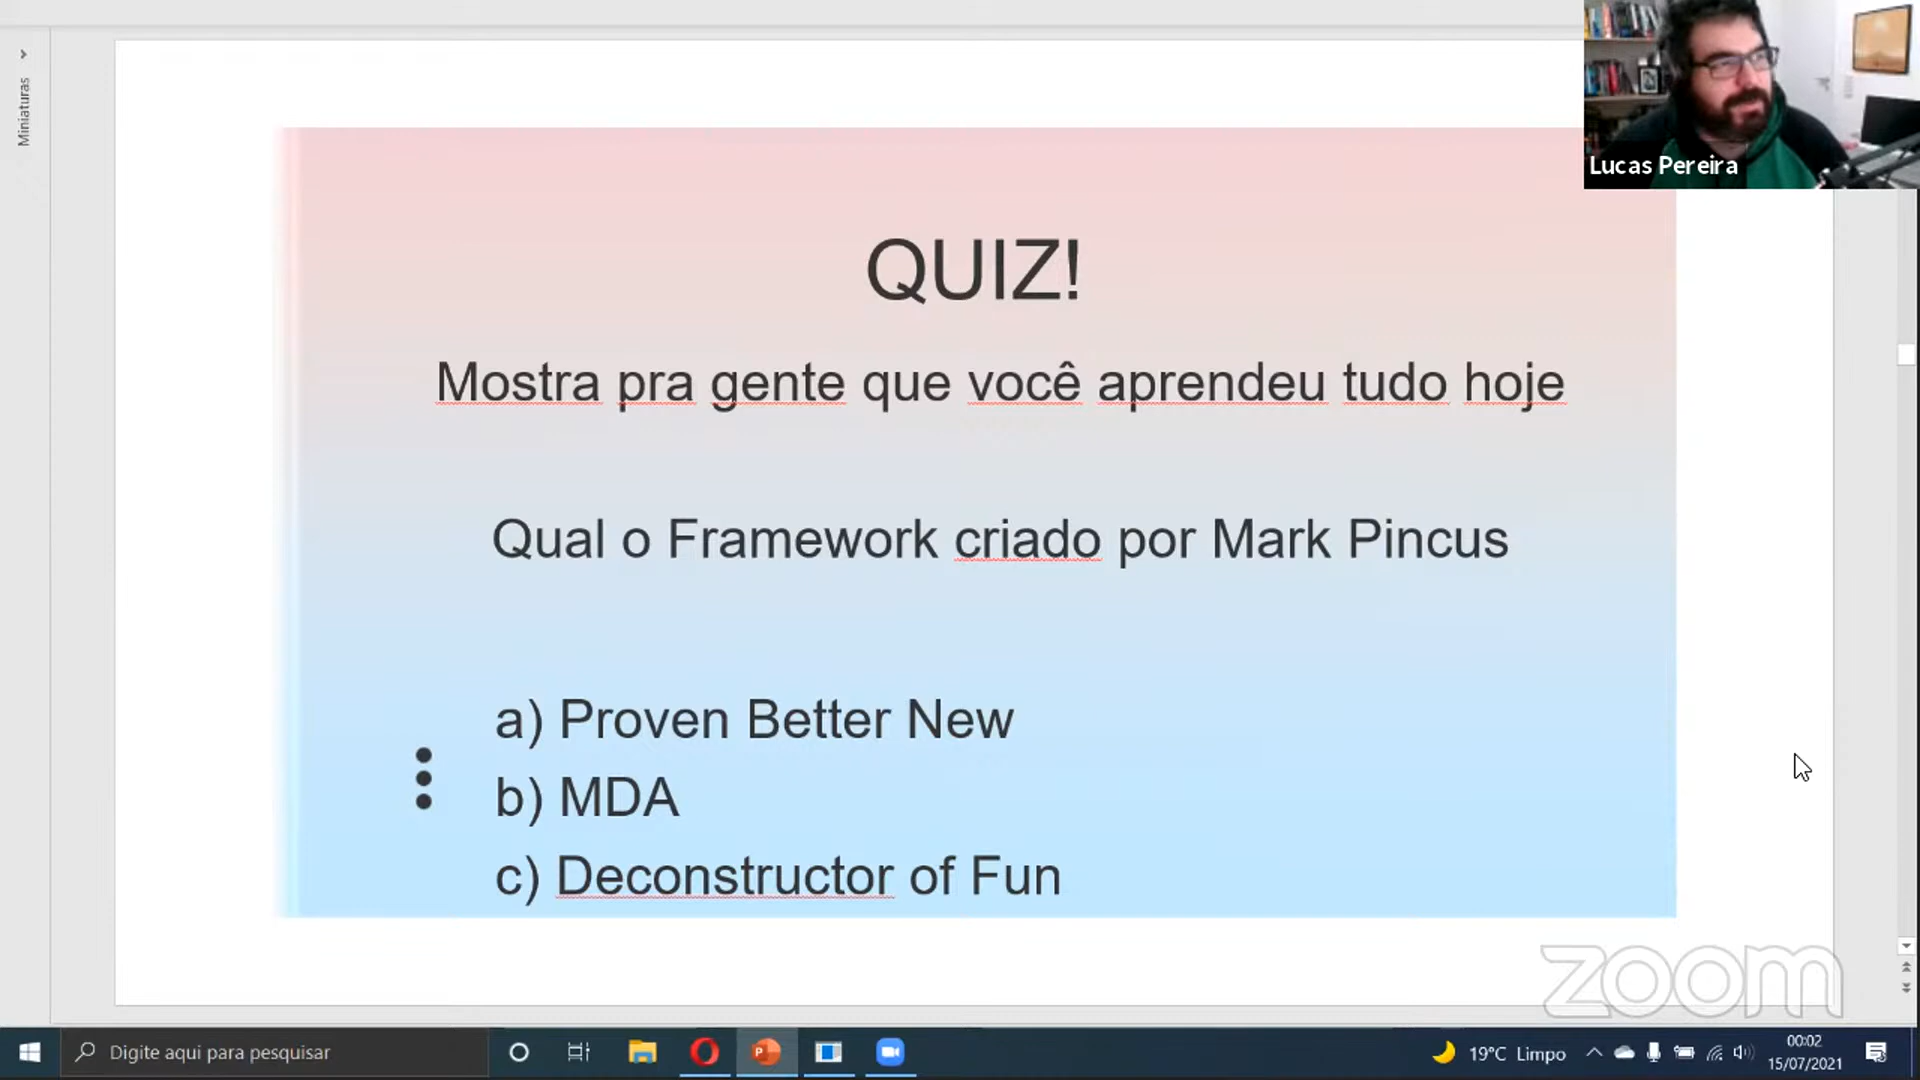 Miniaturas
Lucas Pereira
QUIZ!
Mostra pra gente que você aprendeu tudo hoje
Qual o Framework criado por Mark Pincus
a) Proven Better New
b) MDA
c) Deconstructor of Fun
zoom
Digite aqui para pesquisar
19°C Limpo
00:02
15/07/2021